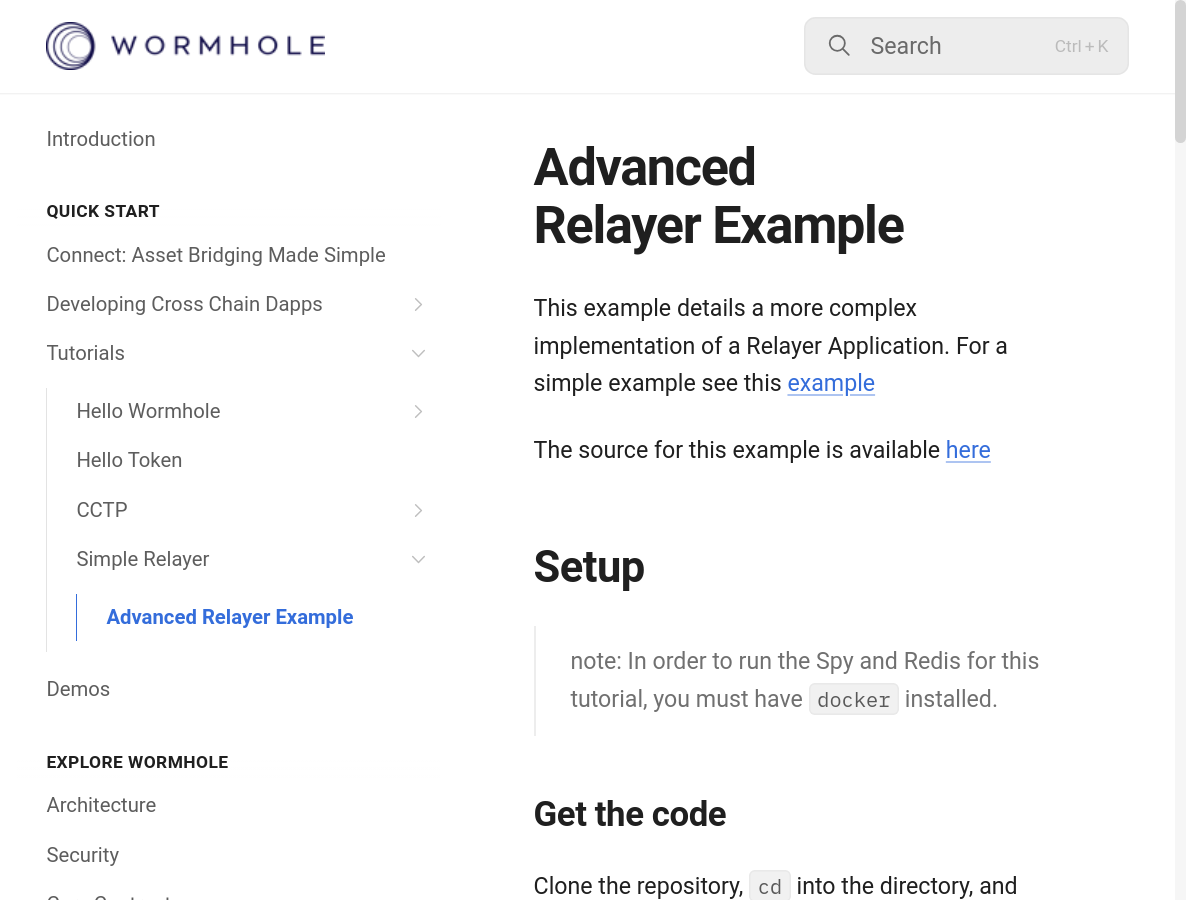 WORMHOLE
Search
Ctrl + K
Introduction
QUICK START
Connect: Asset Bridging Made Simple
Developing Cross Chain Dapps
Tutorials
Hello Wormhole
Hello Token
CCTP
Simple Relayer
Advanced Relayer Example
Demos
EXPLORE WORMHOLE
Architecture
Security
Advanced
Relayer Example
This example details a more complex
implementation of a Relayer Application. For a
simple example see this example
The source for this example is available here
Setup
note: In order to run the Spy and Redis for this
tutorial, you must have docker installed.
Get the code
Clone the repository, cd into the directory, and